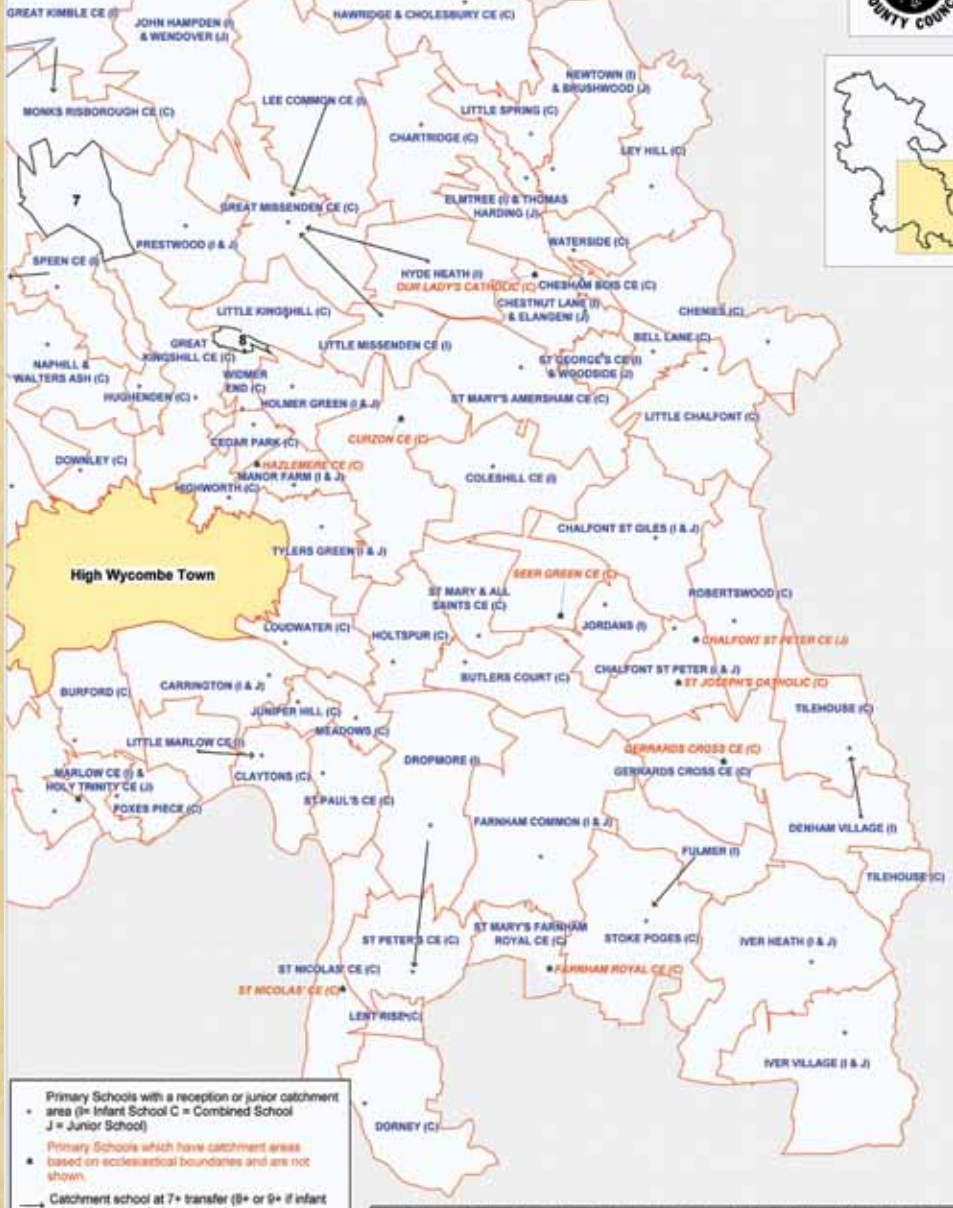 GREAT KIMBLE CE (I)
JOHN HAMPDEN (I)
& WENDOVER (J)
HAWRIDGE & CHOLESBURY CE (C)
OUNTY COUNC
MONKS RISBOROUGH CE (C)
LEE COMMON CE (I)
NEWTOWN (I)
& BRUSHWOOD (J)
LITTLE SPRING (C)
CHARTRIDGE (C)
LEY HILL (C)
7
GREAT MISSENDEN CE (C)
ELMTREE (I) & THOMAS
HARDING (J)
PRESTWOOD (I & J)
WATERSIDE (C)
SPEEN CE (I)
HYDE HEATH (I)
OUR LADY'S CATHOLIC (C)
CHESHAM BOIS CE (C)
CHESTNUT LANE (I)
& ELANGENI (J)
CHENIES (C)
LITTLE KINGSHILL (C)
BELL LANE (C)
8
GREAT
KINGSHILL CE (C)
LITTLE MISSENDEN CE (I)
ST GEORGE'S CE (I)
& WOODSIDE (J)
NAPHILL &
WALTERS ASH (C)
WIDMER
END (C)
HUGHENDEN (C)
HOLMER GREEN (I & J)
ST MARY'S AMERSHAM CE (C)
LITTLE CHALFONT (C)
CEDAR PARK (C)
CURZON CE (C)
DOWNLEY (C)
HAZLEMERE CE (C)
MANOR FARM (I & J)
HIGHWORTH (C)
COLESHILL CE (I)
CHALFONT ST GILES (I & J)
TYLERS GREEN (I & J)
High Wycombe Town
SEER GREEN CE (C)
ST MARY & ALL
SAINTS CE (C)
ROBERTSWOOD (C)
LOUDWATER (C)
HOLTSPUR (C)
JORDANS (I)
CHALFONT ST PETER CE (J)
CHALFONT ST PETER (I & J)
BUTLERS COURT (C)
ST JOSEPH'S CATHOLIC (C)
BURFORD (C)
CARRINGTON (I & J)
JUNIPER HILL (C)
TILEHOUSE (C)
MEADOWS (C)
LITTLE MARLOW CE (I)
GERRARDS CROSS CE (C)
DROPMORE (I)
GERRARDS CROSS CE (C)
MARLOW CE (I) &
HOLY TRINITY CE (J)
CLAYTONS (C)
FOXES PIECE (C)
ST PAUL'S CE (C)
FARNHAM COMMON (I & J)
DENHAM VILLAGE (I)
FULMER (I)
TILEHOUSE (C)
ST PETER'S CE (C)
ST MARY'S FARNHAM
ROYAL CE (C)
STOKE POGES (C)
IVER HEATH (I & J)
ST NICOLAS' CE (C)
FARNHAM ROYAL CE (C)
ST NICOLAS' CE (C)
LENT RISE (C)
IVER VILLAGE (I & J)
DORNEY (C)
Primary Schools with a reception or junior catchment
area (I= Infant School C = Combined School
J = Junior School)
Primary Schools which have catchment areas
based on ecclesiastical boundaries and are not
shown.
Catchment school at 7+ transfer (8+ or 9+ if infant